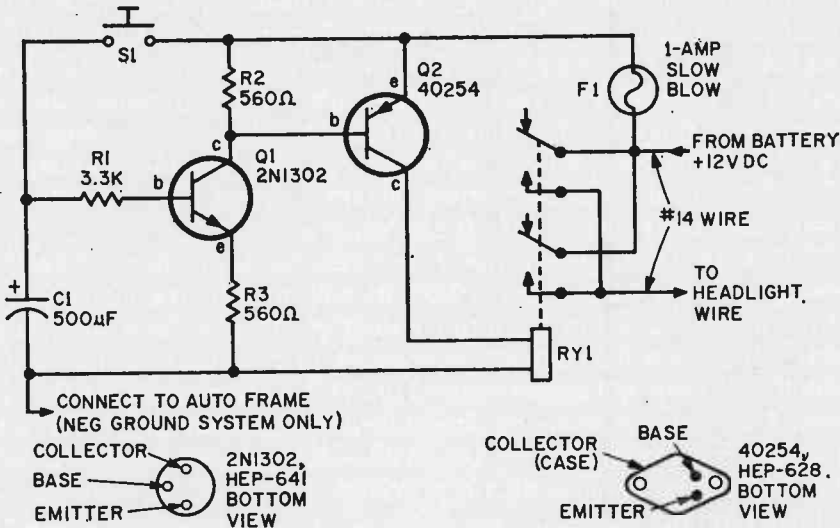 S1
R2
560Ω
Q2
40254
e
b
c
1-AMP
SLOW
BLOW
F1
c
Q1
2N1302
R1
3.3K
b
e
FROM BATTERY
+12V DC
#14 WIRE
+
C1
500µF
R3
560Ω
TO
HEADLIGHT
WIRE
RY1
CONNECT TO AUTO FRAME
(NEG GROUND SYSTEM ONLY)
COLLECTOR
BASE
EMITTER
2N1302,
HEP-641
BOTTOM
VIEW
COLLECTOR
(CASE)
BASE
EMITTER
40254,
HEP-628.
BOTTOM
VIEW